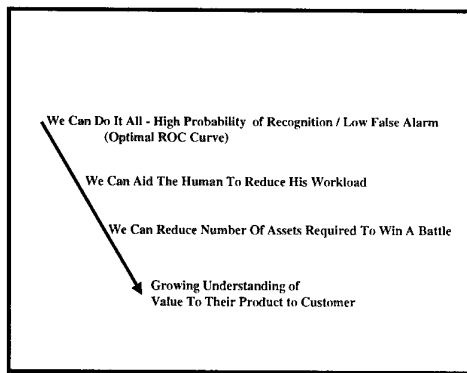 We Can Do It All - High Probability of Recognition / Low False Alarm
(Optimal ROC Curve)
We Can Aid The Human To Reduce His Workload
We Can Reduce Number Of Assets Required To Win A Battle
Growing Understanding of
Value To Their Product to Customer